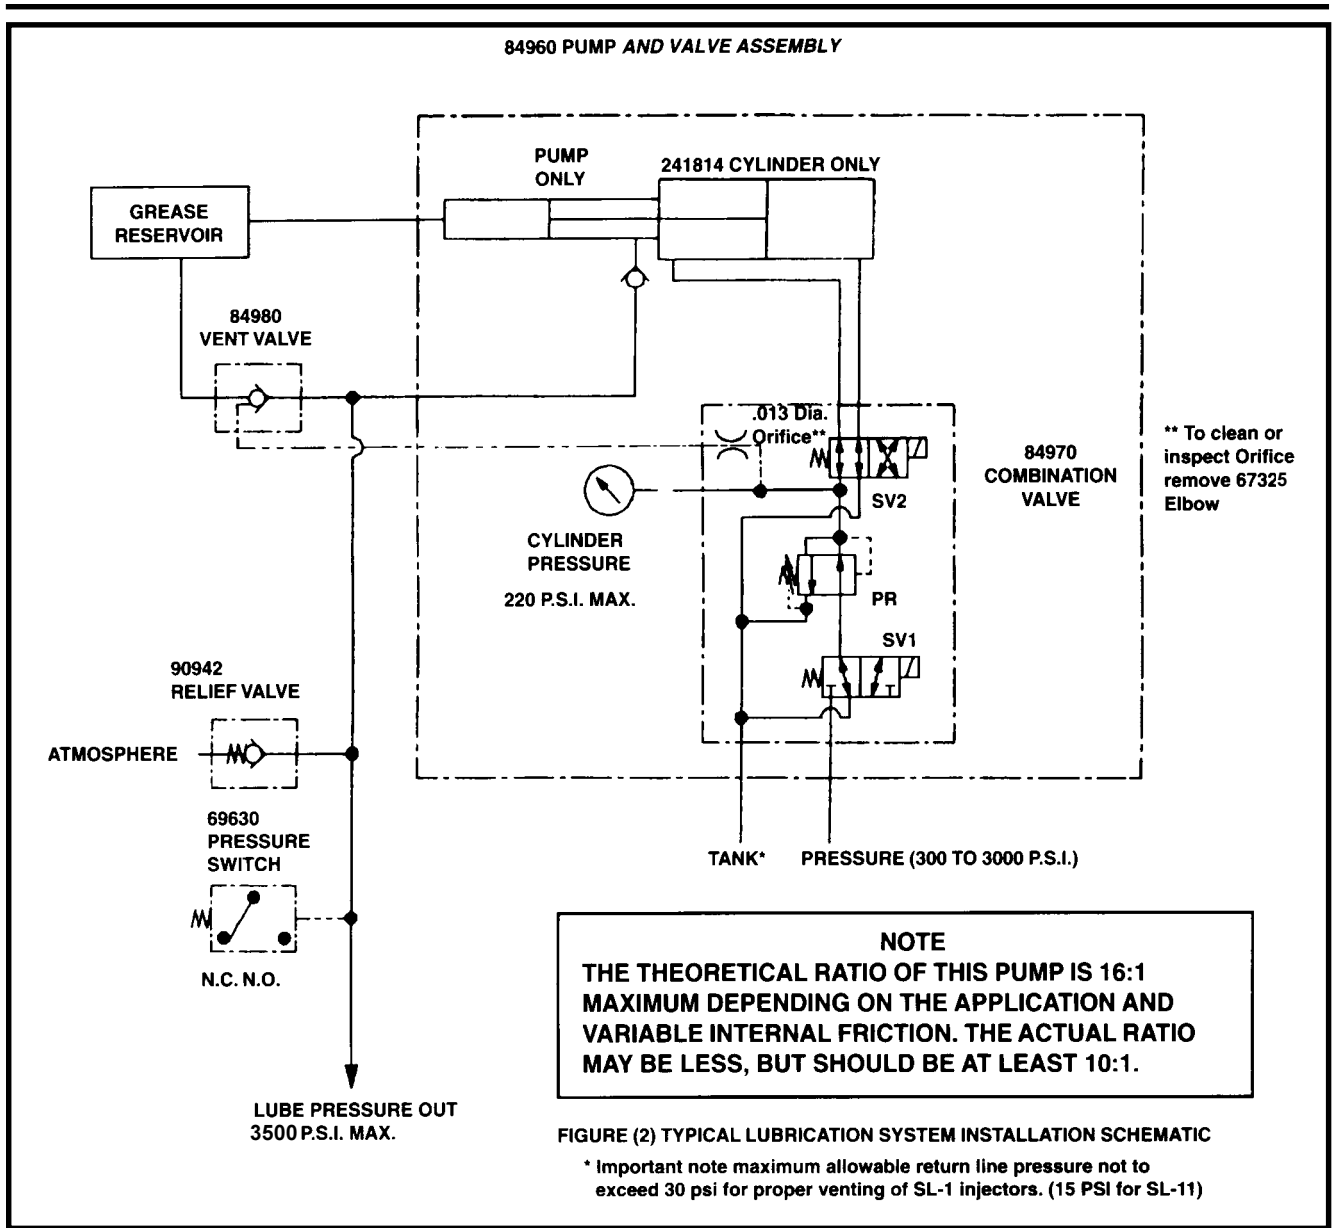 84960 PUMP AND VALVE ASSEMBLY
PUMP
ONLY
241814 CYLINDER ONLY
GREASE
RESERVOIR
84980
VENT VALVE
.013 Dia.
Orifice**
SV2
84970
COMBINATION
VALVE
** To clean or
inspect Orifice
remove 67325
Elbow
CYLINDER
PRESSURE
220 P.S.I. MAX.
PR
SV1
90942
RELIEF VALVE
ATMOSPHERE
69630
PRESSURE
SWITCH
N.C. N.O.
TANK*
PRESSURE (300 TO 3000 P.S.I.)
NOTE
THE THEORETICAL RATIO OF THIS PUMP IS 16:1
MAXIMUM DEPENDING ON THE APPLICATION AND
VARIABLE INTERNAL FRICTION. THE ACTUAL RATIO
MAY BE LESS, BUT SHOULD BE AT LEAST 10:1.
LUBE PRESSURE OUT
3500 P.S.I. MAX.
FIGURE (2) TYPICAL LUBRICATION SYSTEM INSTALLATION SCHEMATIC
* Important note maximum allowable return line pressure not to
exceed 30 psi for proper venting of SL-1 injectors. (15 PSI for SL-11)